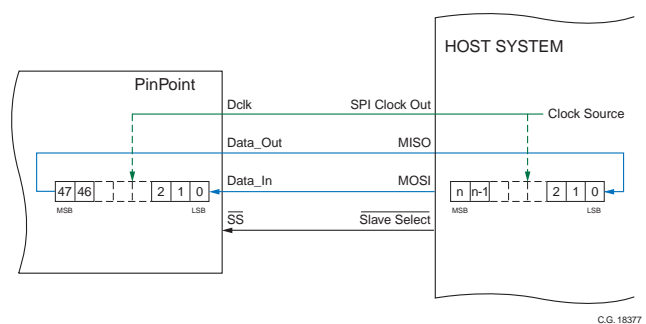 HOST SYSTEM
PinPoint
Dclk
SPI Clock Out
Clock Source
Data_Out
MISO
Data_In
MOSI
47 46 2 1 0
n n-1 2 1 0
MSB LSB
MSB LSB
SS
Slave Select
C.G. 18377